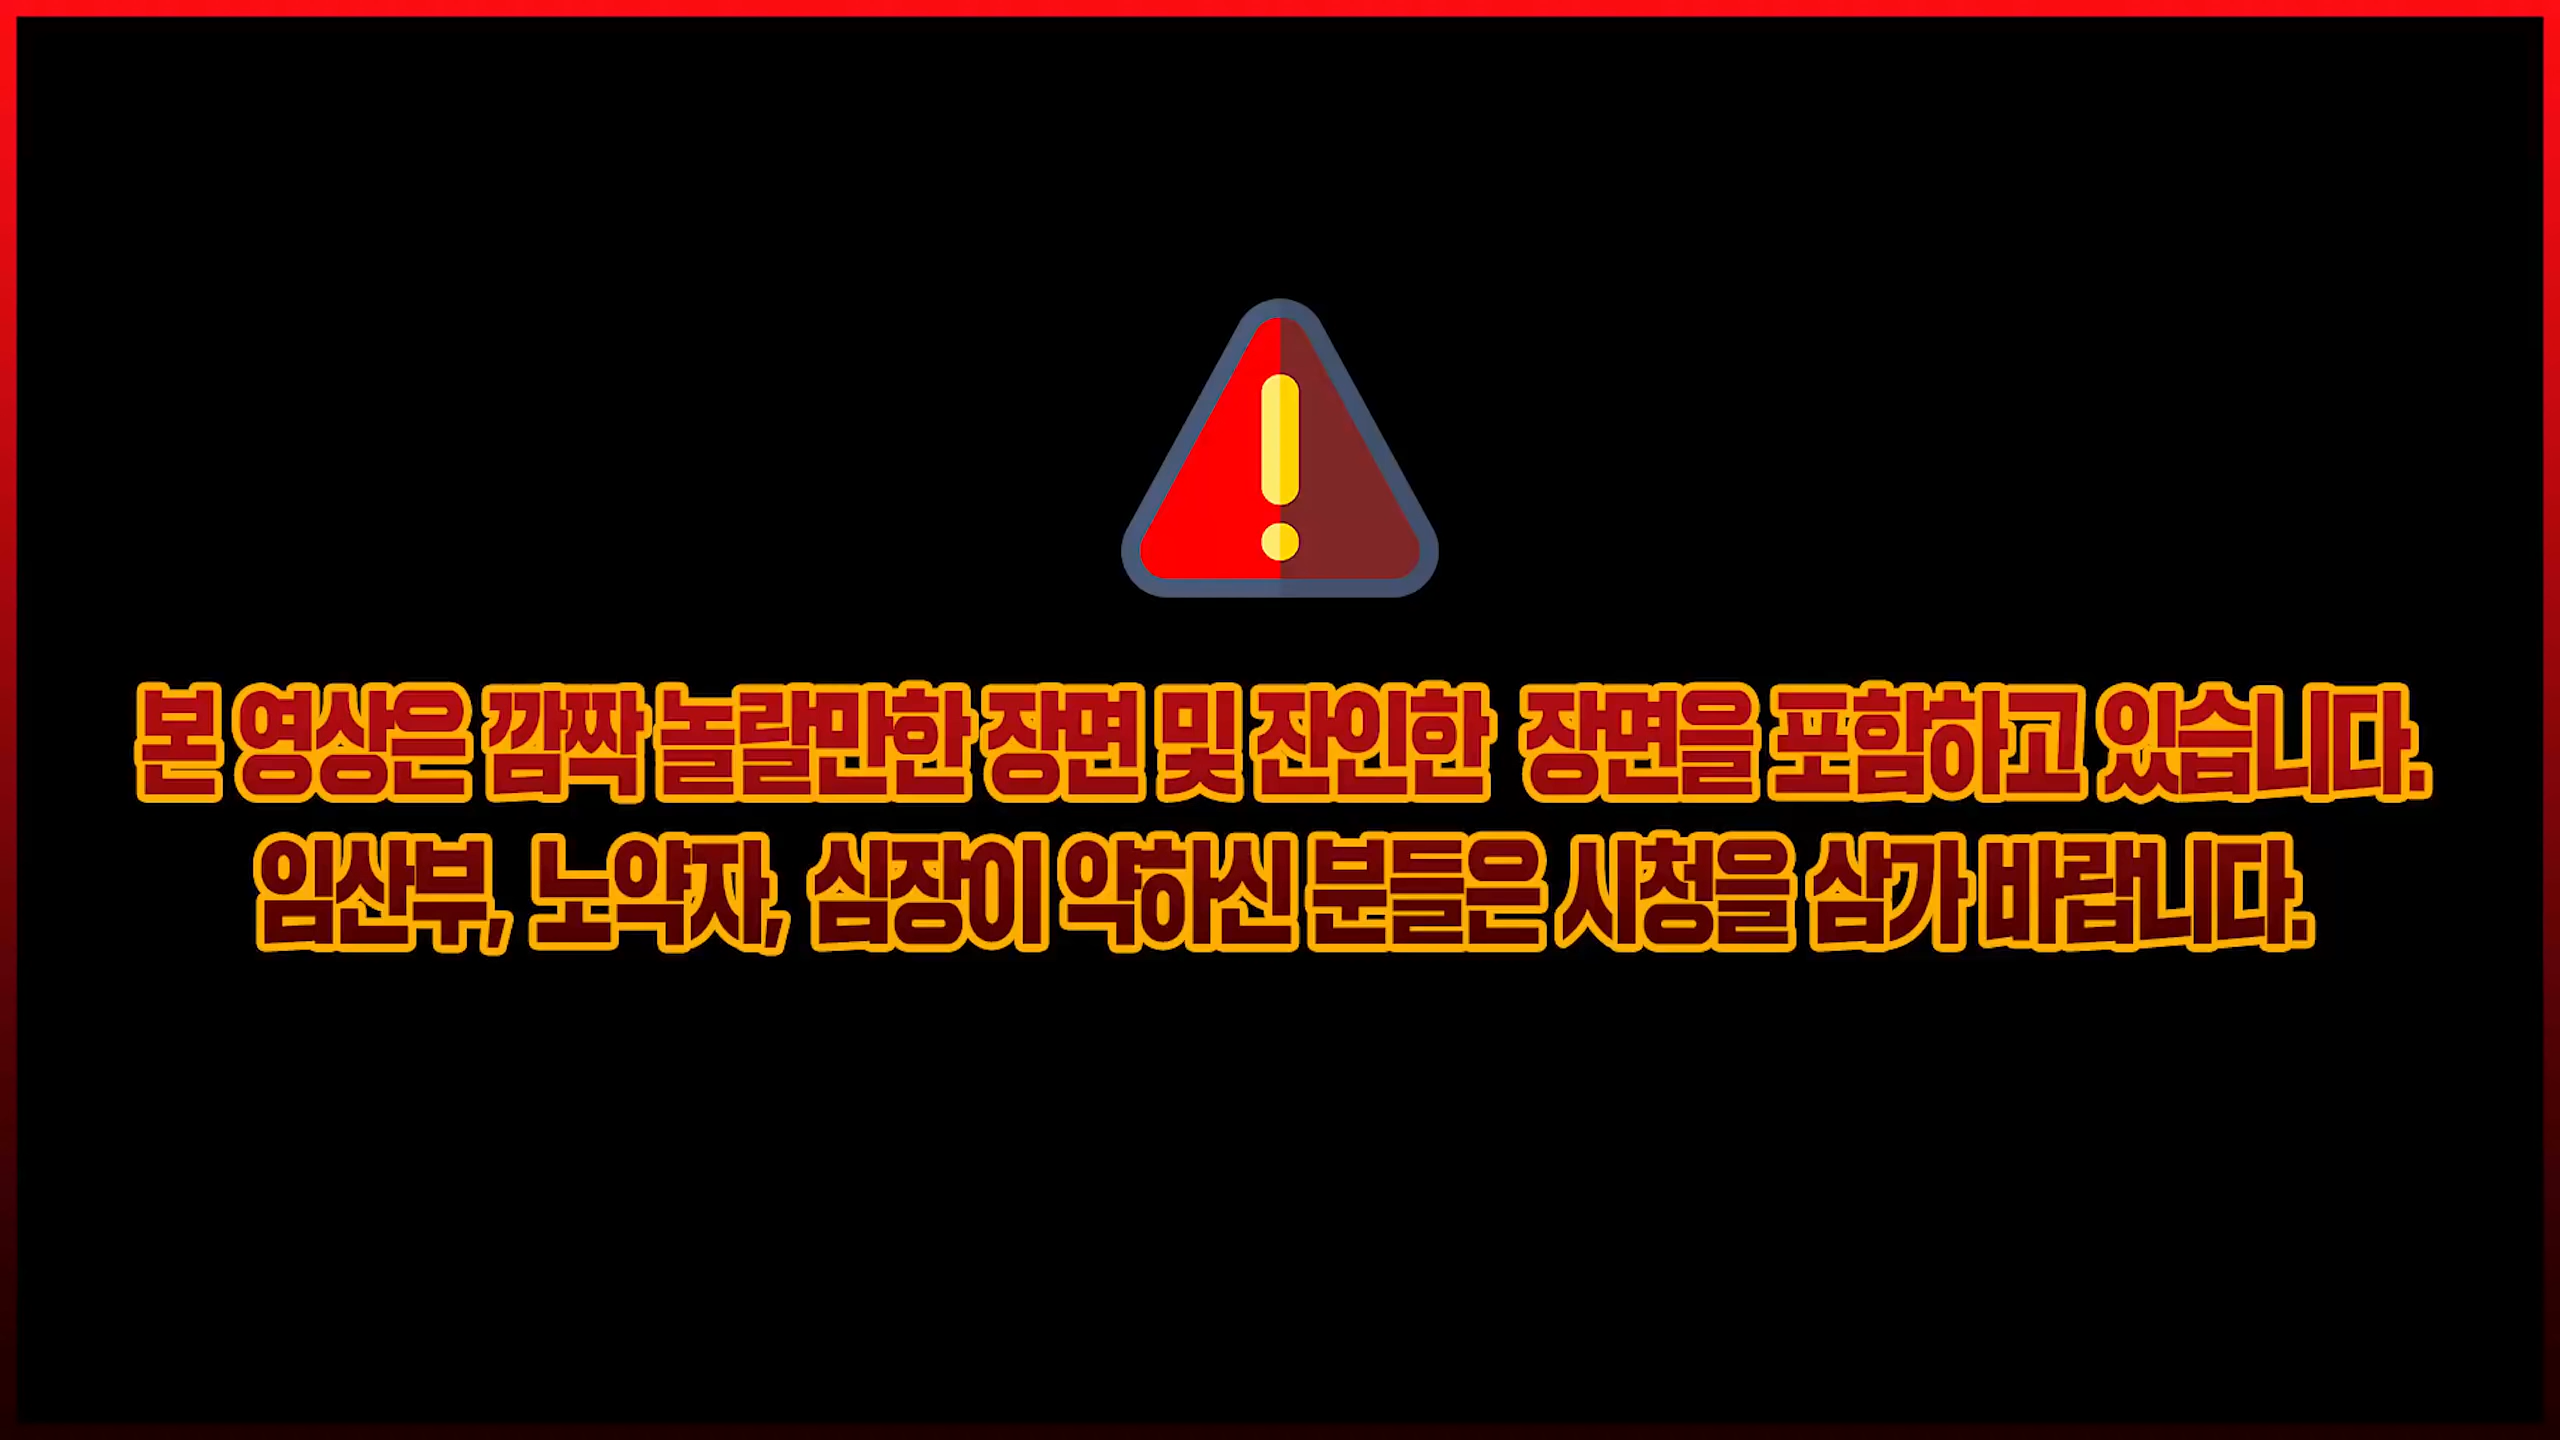 본 영상은 깜짝 놀랄만한 장면 및 잔인한 장면을 포함하고 있습니다.
임산부, 노약자, 심장이 약하신 분들은 시청을 삼가 바랍니다.